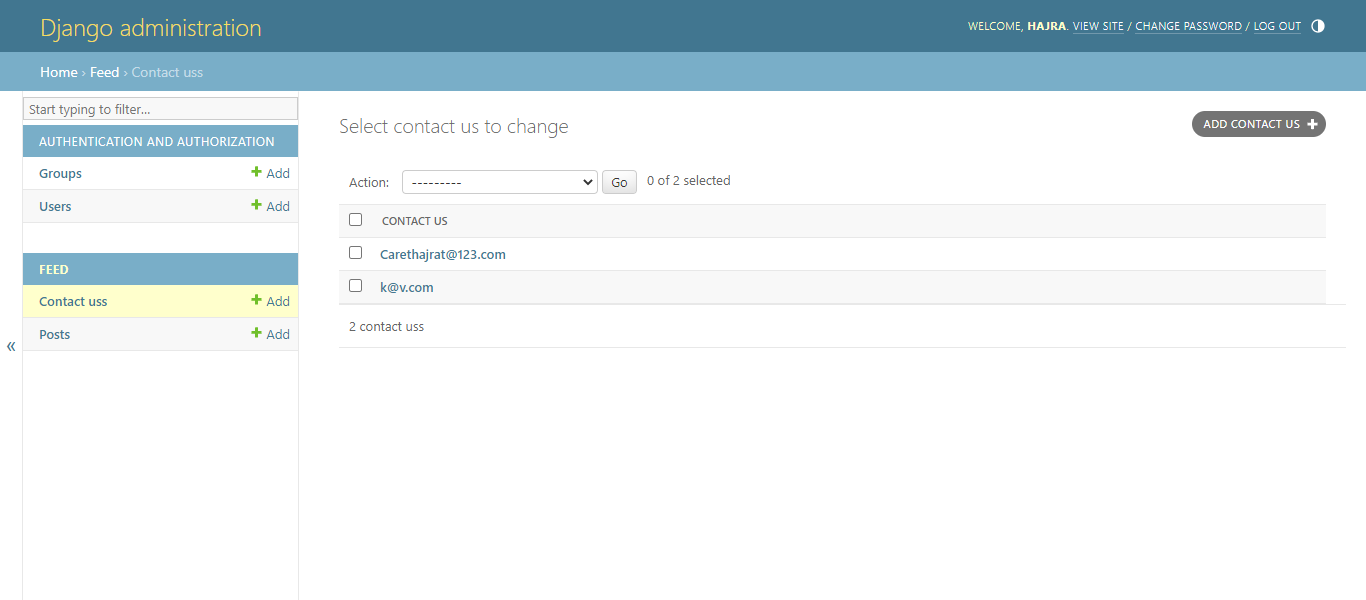 Django administration
WELCOME, HAJRA. VIEW SITE / CHANGE PASSWORD / LOG OUT
Home › Feed › Contact uss
Start typing to filter...
AUTHENTICATION AND AUTHORIZATION
Groups + Add
Users + Add
FEED
Contact uss + Add
Posts + Add
«
Select contact us to change
ADD CONTACT US +
Action: --------- Go 0 of 2 selected
CONTACT US
Carethajrat@123.com
k@v.com
2 contact uss